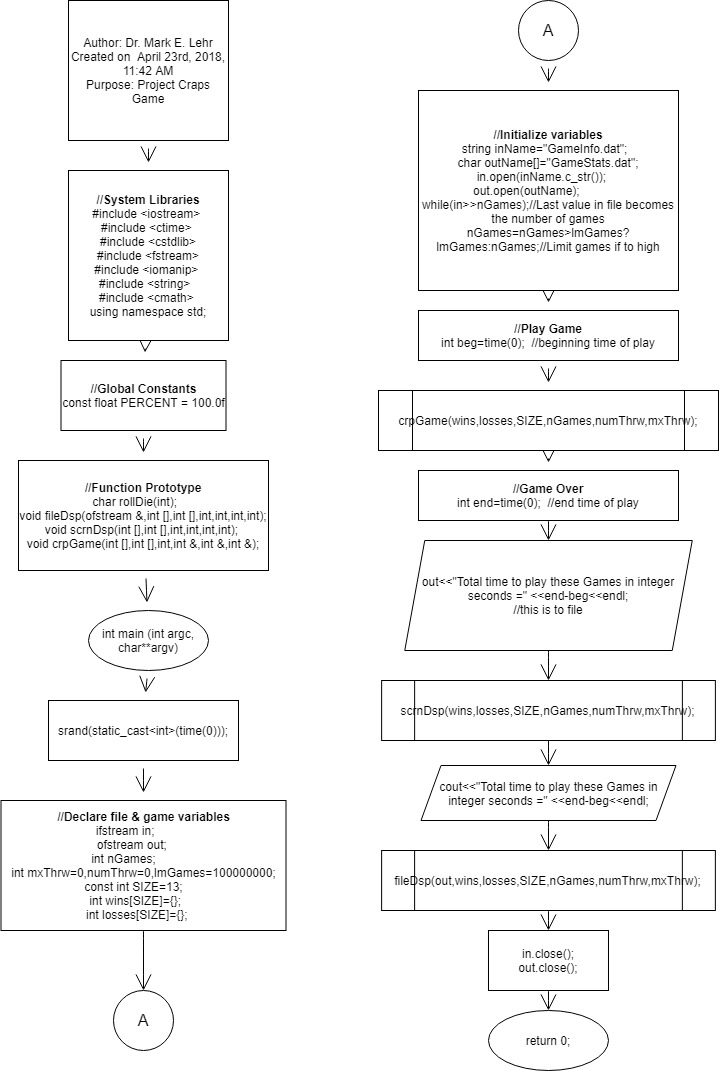 Author: Dr. Mark E. Lehr
Created on April 23rd, 2018,
11:42 AM
Purpose: Project Craps
Game
//System Libraries
#include <iostream>
#include <ctime>
#include <cstdlib>
#include <fstream>
#include <iomanip>
#include <string>
#include <cmath>
using namespace std;
//Global Constants
const float PERCENT = 100.0f
//Function Prototype
char rollDie(int);
void fileDsp(ofstream &,int [],int [],int,int,int,int);
void scrnDsp(int [],int [],int,int,int,int);
void crpGame(int [],int [],int,int &,int &,int &);
int main (int argc,
char**argv)
srand(static_cast<int>(time(0)));
//Declare file & game variables
ifstream in;
ofstream out;
int nGames;
int mxThrw=0,numThrw=0,lmGames=100000000;
const int SIZE=13;
int wins[SIZE]={};
int losses[SIZE]={};
A
A
//Initialize variables
string inName="GameInfo.dat";
char outName[]="GameStats.dat";
in.open(inName.c_str());
out.open(outName);
while(in>>nGames);//Last value in file becomes
the number of games
nGames=nGames>lmGames?
lmGames:nGames;//Limit games if to high
//Play Game
int beg=time(0); //beginning time of play
crpGame(wins,losses,SIZE,nGames,numThrw,mxThrw);
//Game Over
int end=time(0); //end time of play
out<<"Total time to play these Games in integer
seconds =" <<end-beg<<endl;
//this is to file
scrnDsp(wins,losses,SIZE,nGames,numThrw,mxThrw);
cout<<"Total time to play these Games in
integer seconds =" <<end-beg<<endl;
fileDsp(out,wins,losses,SIZE,nGames,numThrw,mxThrw);
in.close();
out.close();
return 0;